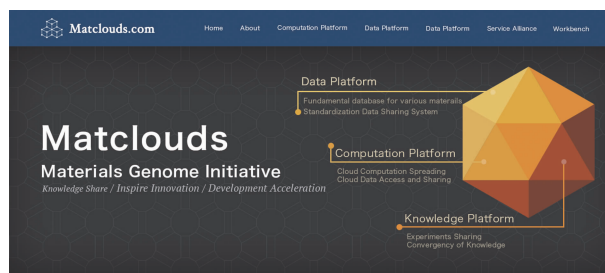 Matclouds.com
Home About Computation Platform Data Platform Data Platform Service Alliance Workbench
Data Platform
Fundamental database for various materails
Standardization Data Sharing System
Matclouds
Materials Genome Initiative
Knowledge Share / Inspire Innovation / Development Acceleration
Computation Platform
Cloud Computation Spreading
Cloud Data Access and Sharing
Knowledge Platform
Experiments Sharing
Convergency of Knowledge